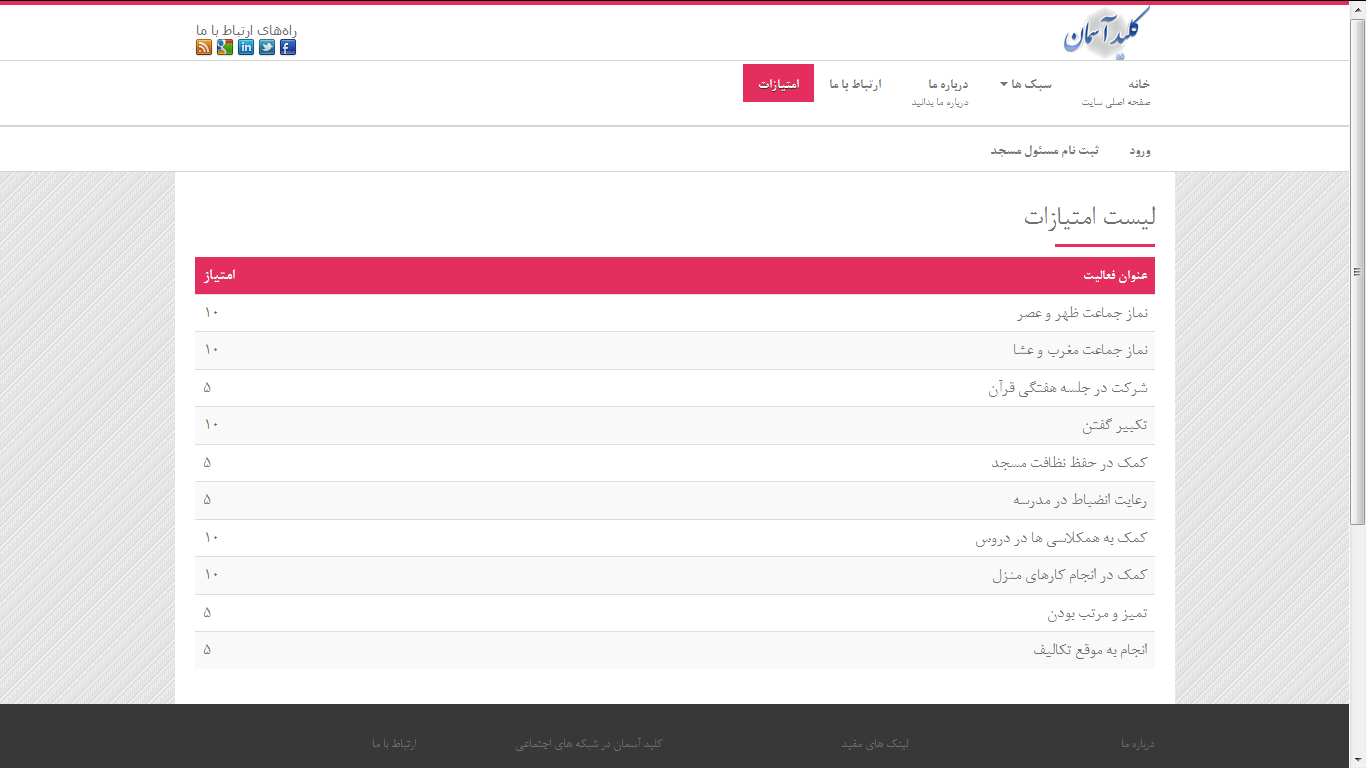 کلید آسمان
راه‌های ارتباط با ما
خانه
صفحه اصلی سایت
سبک ها
درباره ما
درباره ما بدانید
ارتباط با ما
امتیازات
ورود
ثبت نام مسئول مسجد
لیست امتیازات
عنوان فعالیت امتیاز
نماز جماعت ظهر و عصر ۱۰
نماز جماعت مغرب و عشا ۱۰
شرکت در جلسه هفتگی قرآن ۵
تکبیر گفتن ۱۰
کمک در حفظ نظافت مسجد ۵
رعایت انضباط در مدرسه ۵
کمک به همکلاسی ها در دروس ۱۰
کمک در انجام کارهای منزل ۱۰
تمیز و مرتب بودن ۵
انجام به موقع تکالیف ۵
درباره ما
لینک های مفید
کلید آسمان در شبکه های اجتماعی
ارتباط با ما